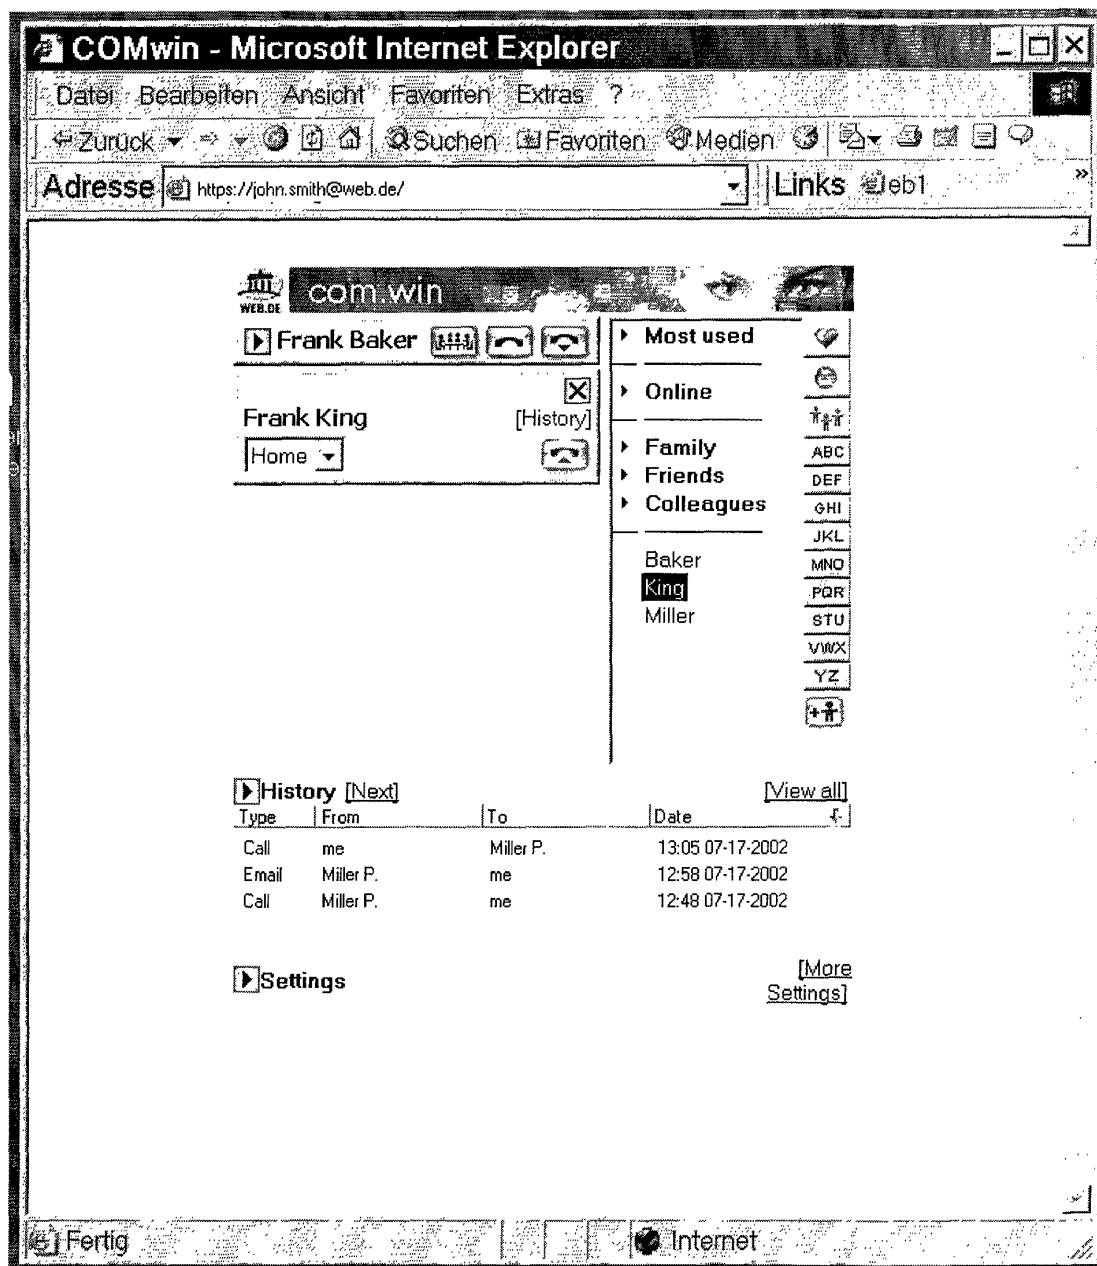 COMwin - Microsoft Internet Explorer
Datei Bearbeiten Ansicht Favoriten Extras ?
Zurück Suchen Favoriten Medien
Adresse https://john.smith@web.de/ Links eb1 »
WEB.DE com.win
Frank Baker
Frank King [History]
Home
Most used
Online
Family
Friends
Colleagues
Baker
King
Miller
ABC
DEF
GHI
JKL
MNO
PQR
STU
VWX
YZ
History [Next] [View all]
Type From To Date
Call me Miller P. 13:05 07-17-2002
Email Miller P. me 12:58 07-17-2002
Call Miller P. me 12:48 07-17-2002
Settings [More
Settings]
Fertig Internet